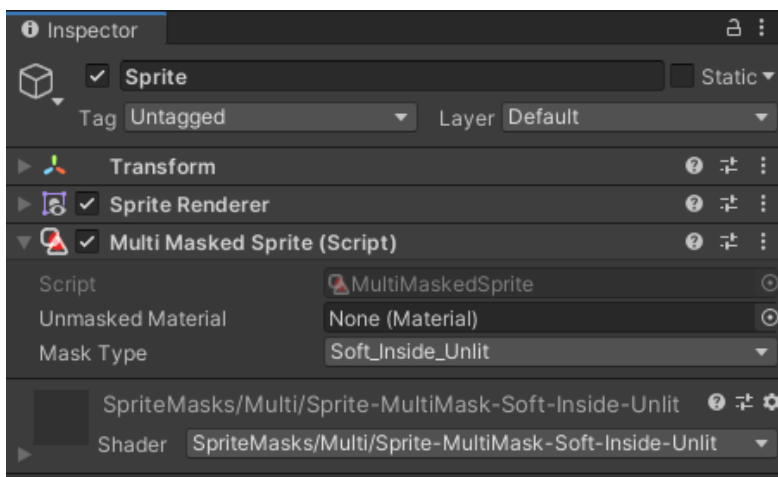 Inspector
Sprite Static
Tag Untagged Layer Default
Transform
Sprite Renderer
Multi Masked Sprite (Script)
Script MultiMaskedSprite
Unmasked Material None (Material)
Mask Type Soft_Inside_Unlit
SpriteMasks/Multi/Sprite-MultiMask-Soft-Inside-Unlit
Shader SpriteMasks/Multi/Sprite-MultiMask-Soft-Inside-Unlit